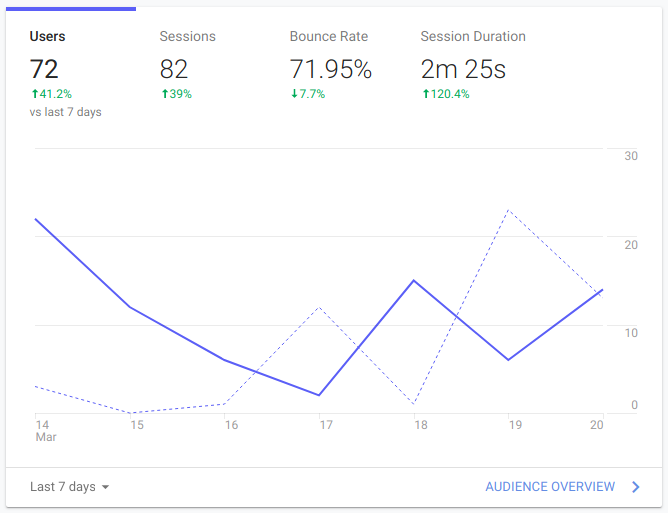 Users Sessions Bounce Rate Session Duration
72 82 71.95% 2m 25s
↑41.2% ↑39% ↓7.7% ↑120.4%
vs last 7 days
30
20
10
0
14 15 16 17 18 19 20
Mar
Last 7 days AUDIENCE OVERVIEW